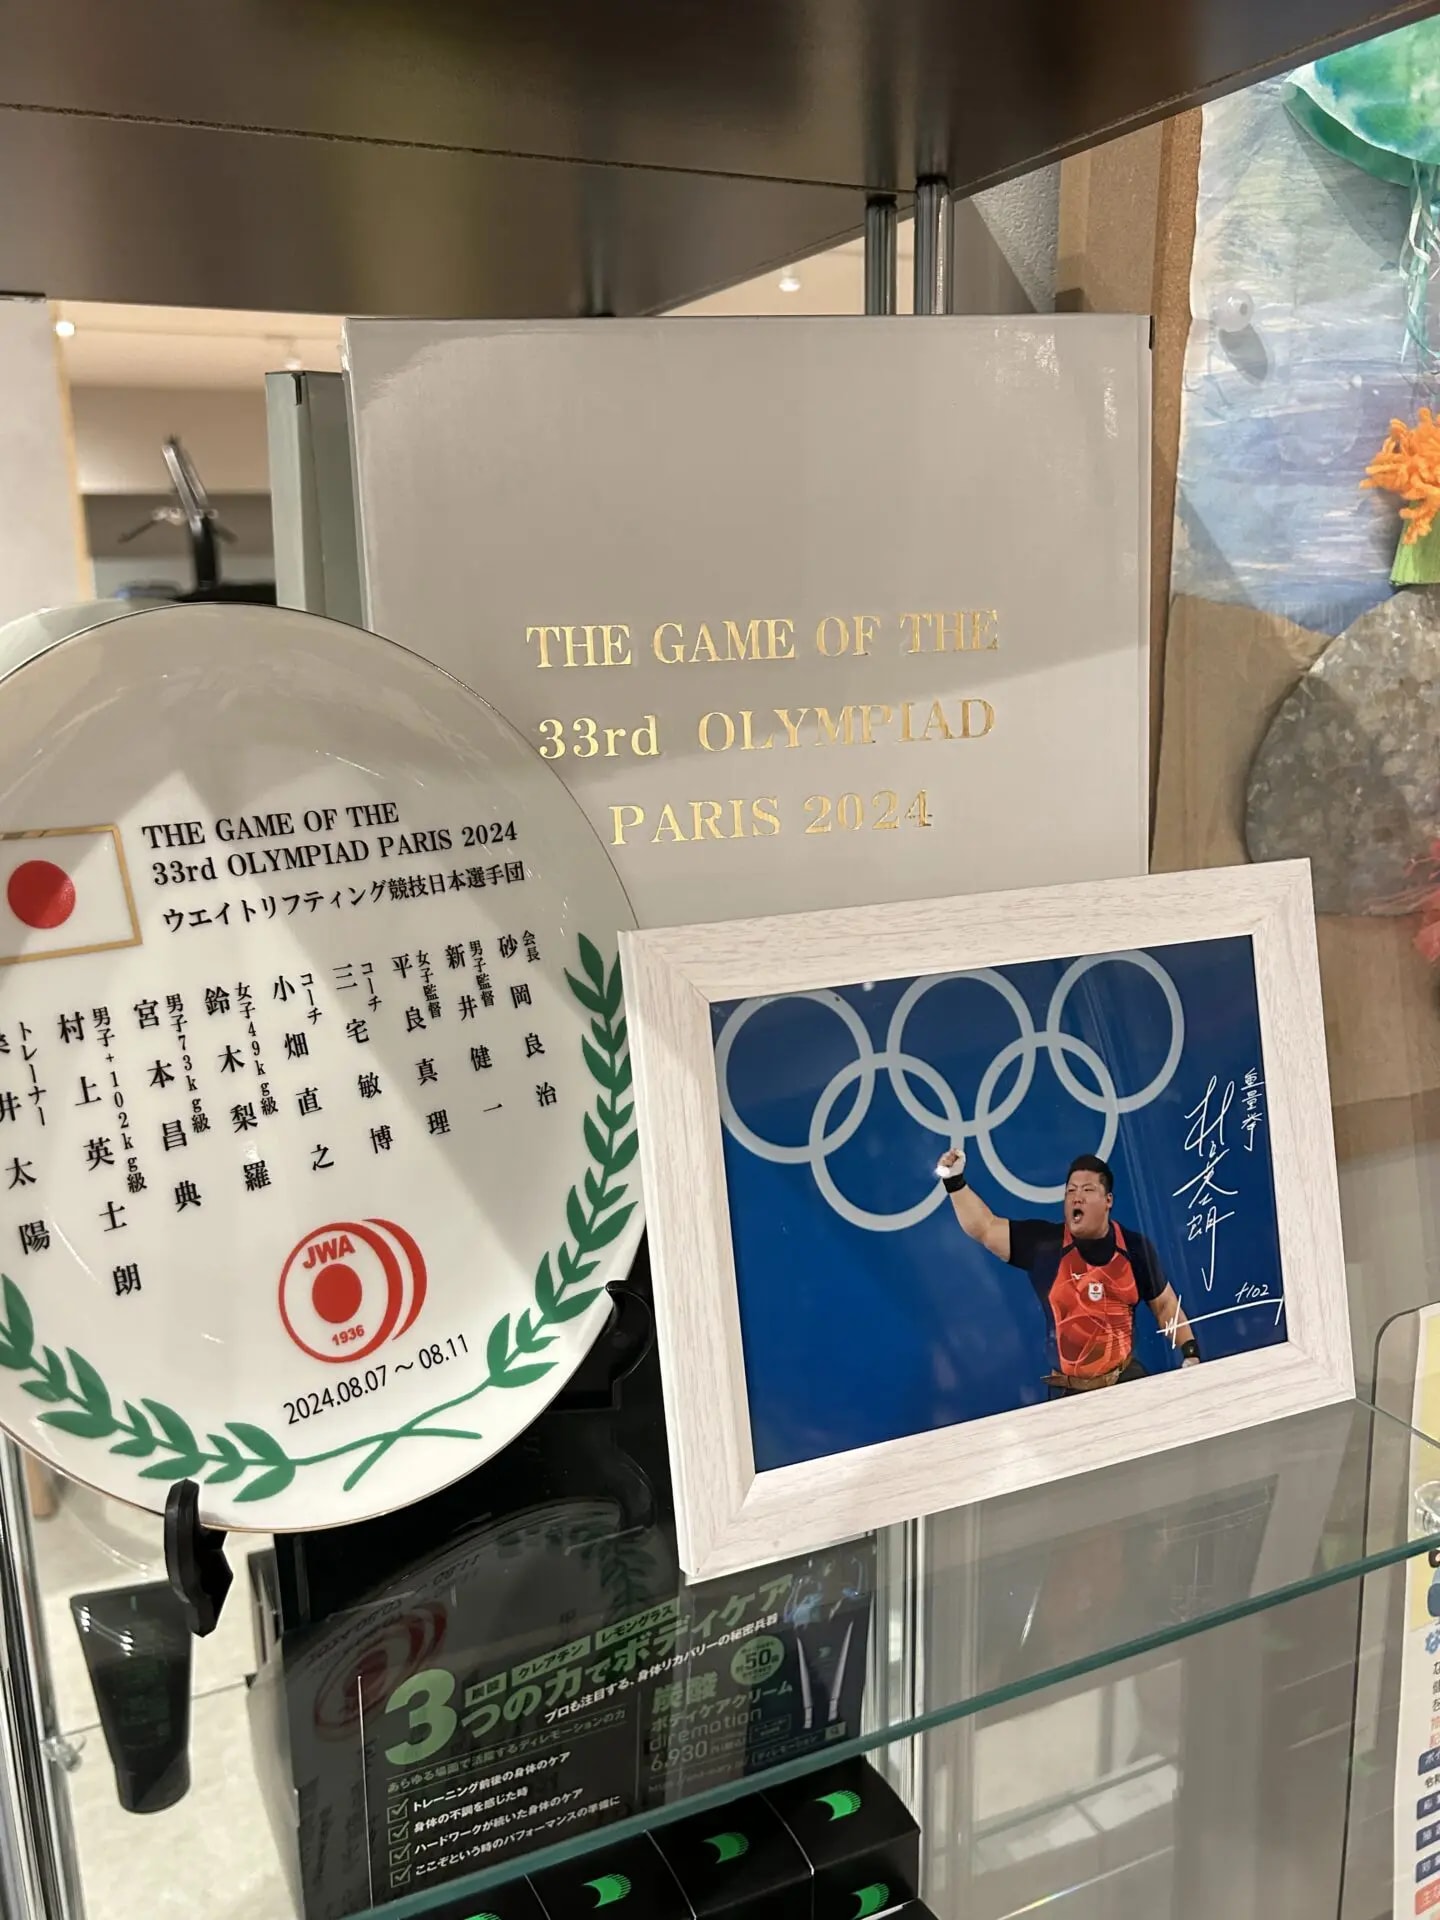 THE GAME OF THE
33rd OLYMPIAD
PARIS 2024
THE GAME OF THE
33rd OLYMPIAD PARIS 2024
ウエイトリフティング競技日本選手団
会長
砂岡良治
男子監督
新井健一
女子監督
平良真理
コーチ
三宅敏博
コーチ
小畑直之
女子49kg級
鈴木梨羅
男子73kg級
宮本昌典
男子+102kg級
村上英士朗
トレーナー
井太陽
JWA
1936
2024.08.07～08.11
重量挙
村上英士朗
+102
3つの力でボディケア
炭酸
クレアチン
レモングラス
プロも注目する、身体リカバリーの秘密兵器
あらゆる場面で活躍するディレモーションの力
トレーニング前後の身体のケア
身体の不調を感じた時
ハードワークが続いた身体のケア
ここぞという時のパフォーマンスの準備に
50
炭酸
ボディケアクリーム
diremotion
6,930